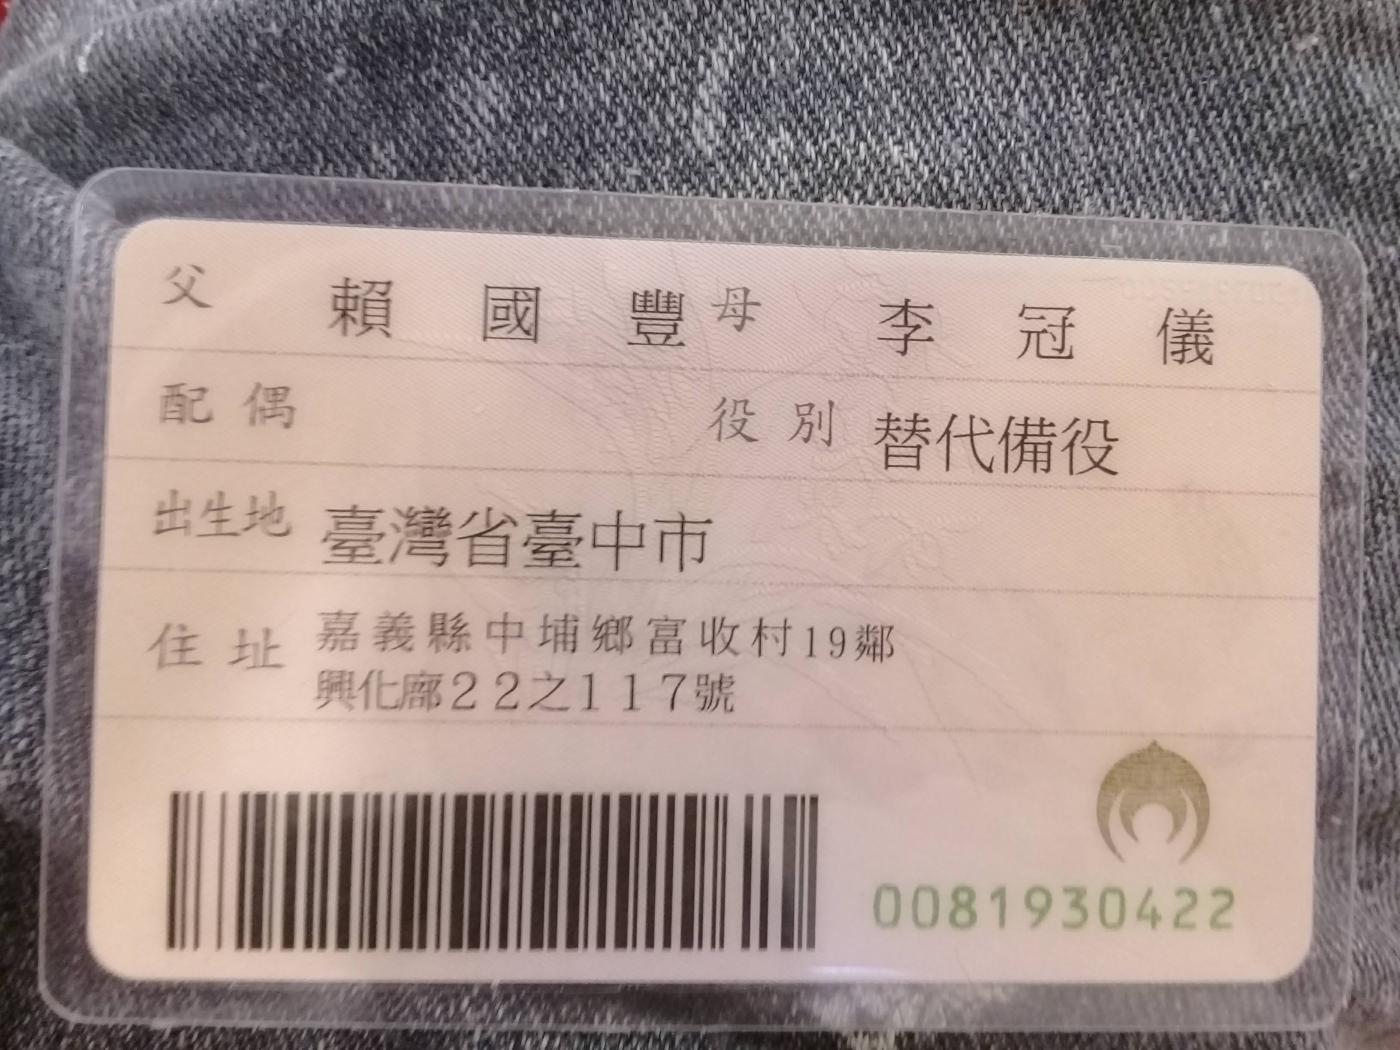 父 賴國豐 母 李冠儀
配偶 役別 替代備役
出生地 臺灣省臺中市
住址 嘉義縣中埔鄉富收村19鄰
興化廍22之117號
0081930422